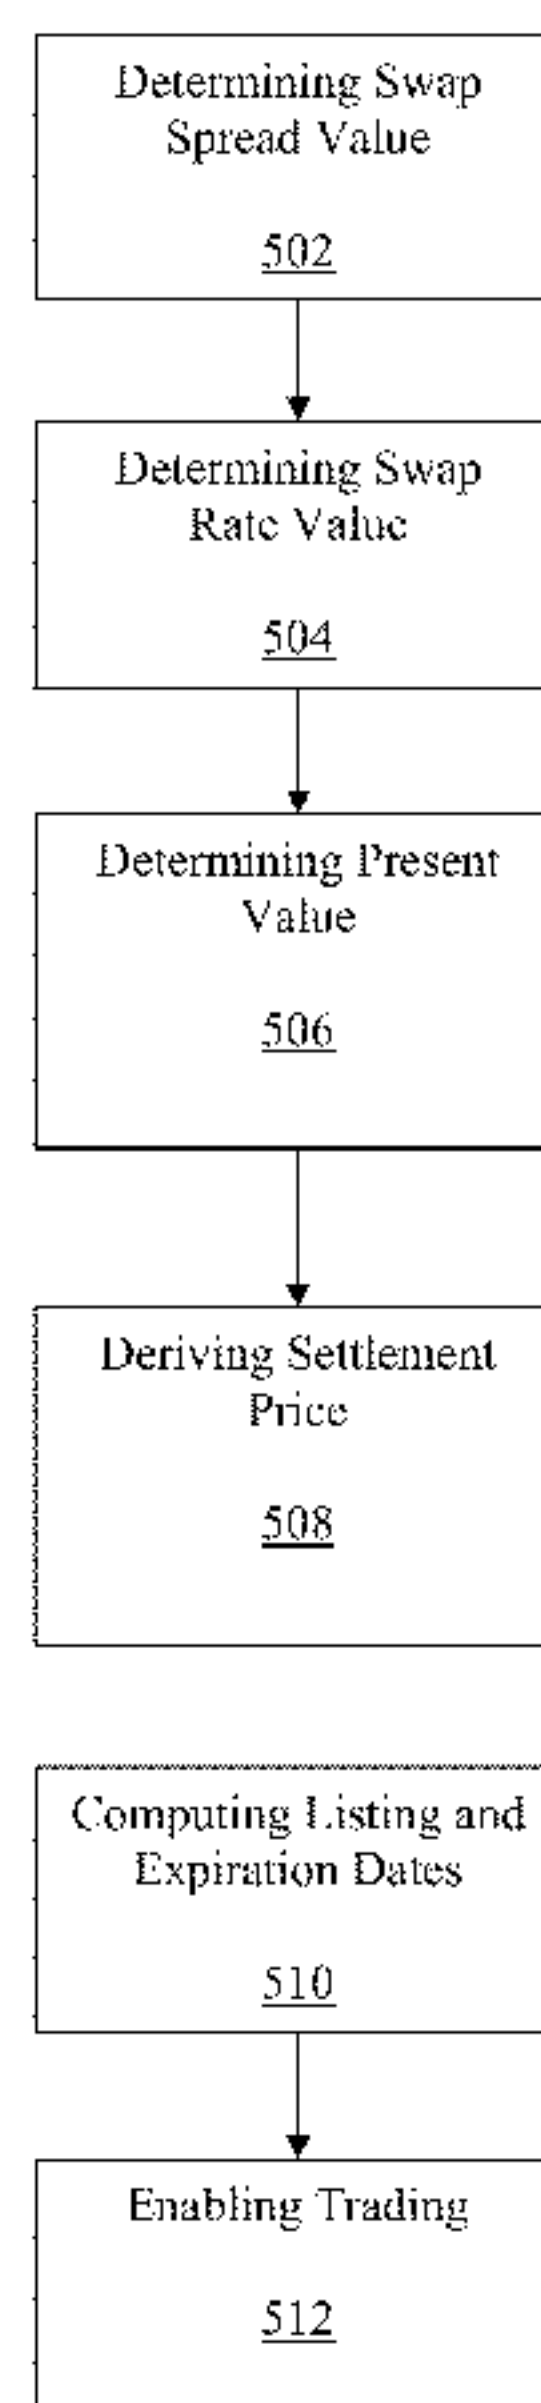 Determining Swap
Spread Value
502
Determining Swap
Rate Value
504
Determining Present
Value
506
Deriving Settlement
Price
508
Computing Listing and
Expiration Dates
510
Enabling Trading
512